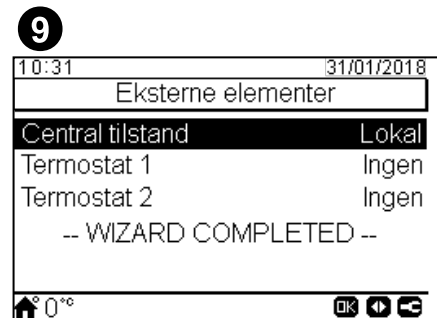 9
10:31 31/01/2018
Eksterne elementer
Central tilstand Lokal
Termostat 1 Ingen
Termostat 2 Ingen
-- WIZARD COMPLETED --
0°C OK